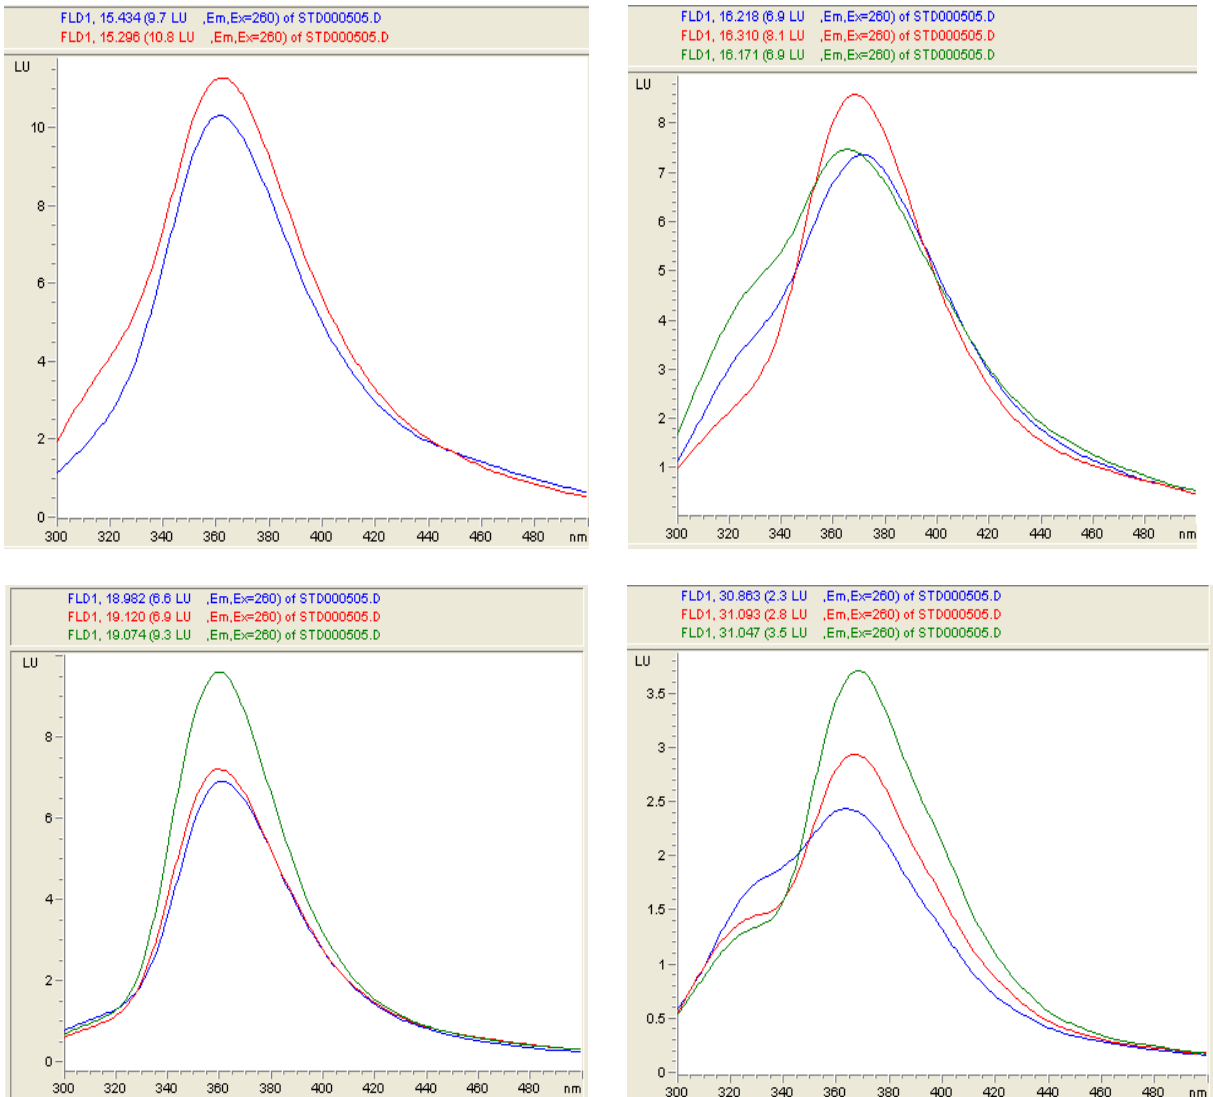 FLD1, 15.434 (9.7 LU ,Em,Ex=260) of STD000505.D
FLD1, 15.296 (10.8 LU ,Em,Ex=260) of STD000505.D
LU
10
8
6
4
2
0
300 320 340 360 380 400 420 440 460 480 nm
FLD1, 16.218 (6.9 LU ,Em,Ex=260) of STD000505.D
FLD1, 16.310 (8.1 LU ,Em,Ex=260) of STD000505.D
FLD1, 16.171 (6.9 LU ,Em,Ex=260) of STD000505.D
LU
8
7
6
5
4
3
2
1
300 320 340 360 380 400 420 440 460 480 nm
FLD1, 18.982 (6.6 LU ,Em,Ex=260) of STD000505.D
FLD1, 19.120 (6.9 LU ,Em,Ex=260) of STD000505.D
FLD1, 19.074 (9.3 LU ,Em,Ex=260) of STD000505.D
LU
8
6
4
2
0
300 320 340 360 380 400 420 440 460 480 nm
FLD1, 30.863 (2.3 LU ,Em,Ex=260) of STD000505.D
FLD1, 31.093 (2.8 LU ,Em,Ex=260) of STD000505.D
FLD1, 31.047 (3.5 LU ,Em,Ex=260) of STD000505.D
LU
3.5
3
2.5
2
1.5
1
0.5
0
300 320 340 360 380 400 420 440 460 480 nm